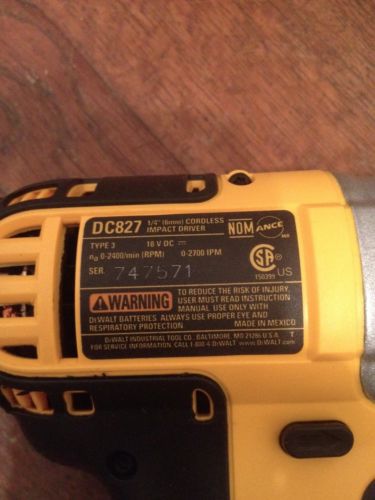 DC827 1/4" (6mm) CORDLESS
IMPACT DRIVER
NOM ANCE
TYPE 3 18 V DC ⎓
n₀ 0-2400/min (RPM) 0-2700 IPM
SER. 747571
SA
150399 US
WARNING
TO REDUCE THE RISK OF INJURY,
USER MUST READ INSTRUCTION
MANUAL. USE ONLY WITH
DEWALT BATTERIES. ALWAYS USE PROPER EYE AND
RESPIRATORY PROTECTION. MADE IN MEXICO
DEWALT INDUSTRIAL TOOL CO., BALTIMORE, MD 21286 U.S.A. T
FOR SERVICE INFORMATION, CALL 1-800-4-DEWALT www.DEWALT.com